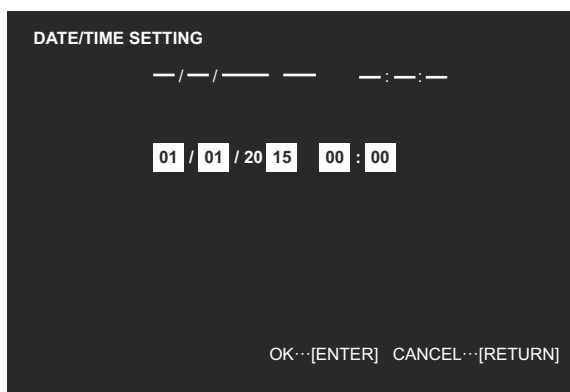 DATE/TIME SETTING
—/—/—— —— —:—:—
01 / 01 / 20 15 00 : 00
OK···[ENTER] CANCEL···[RETURN]